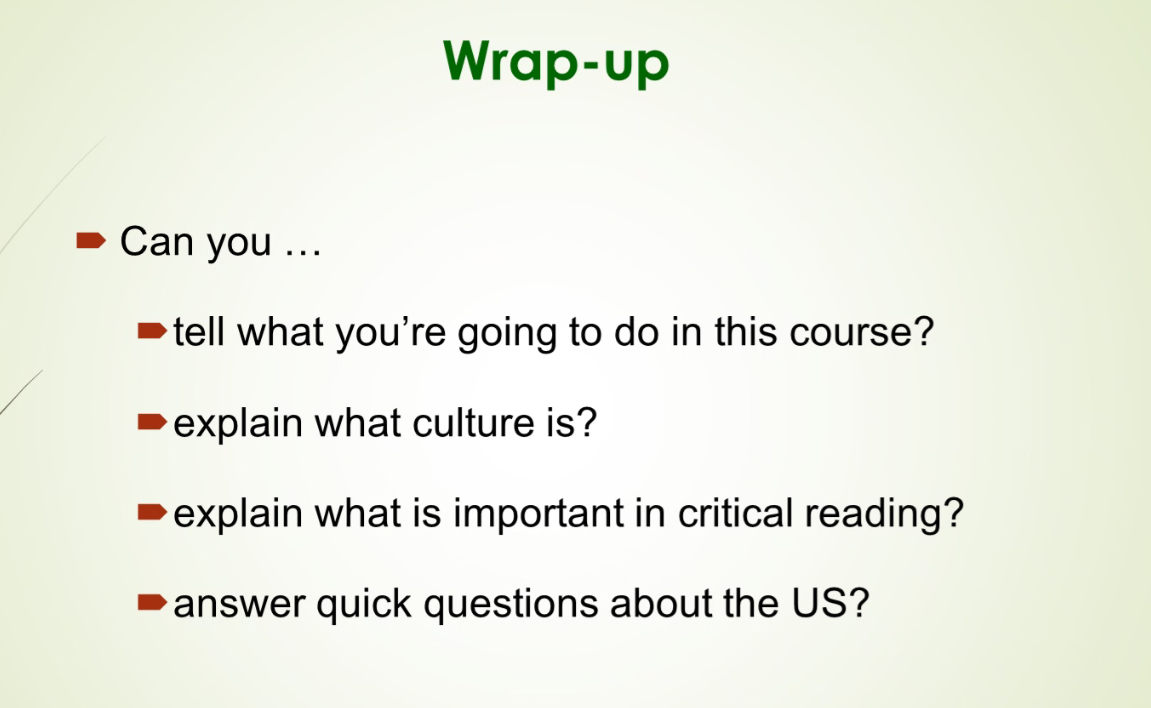 Wrap-up
Can you …
tell what you’re going to do in this course?
explain what culture is?
explain what is important in critical reading?
answer quick questions about the US?